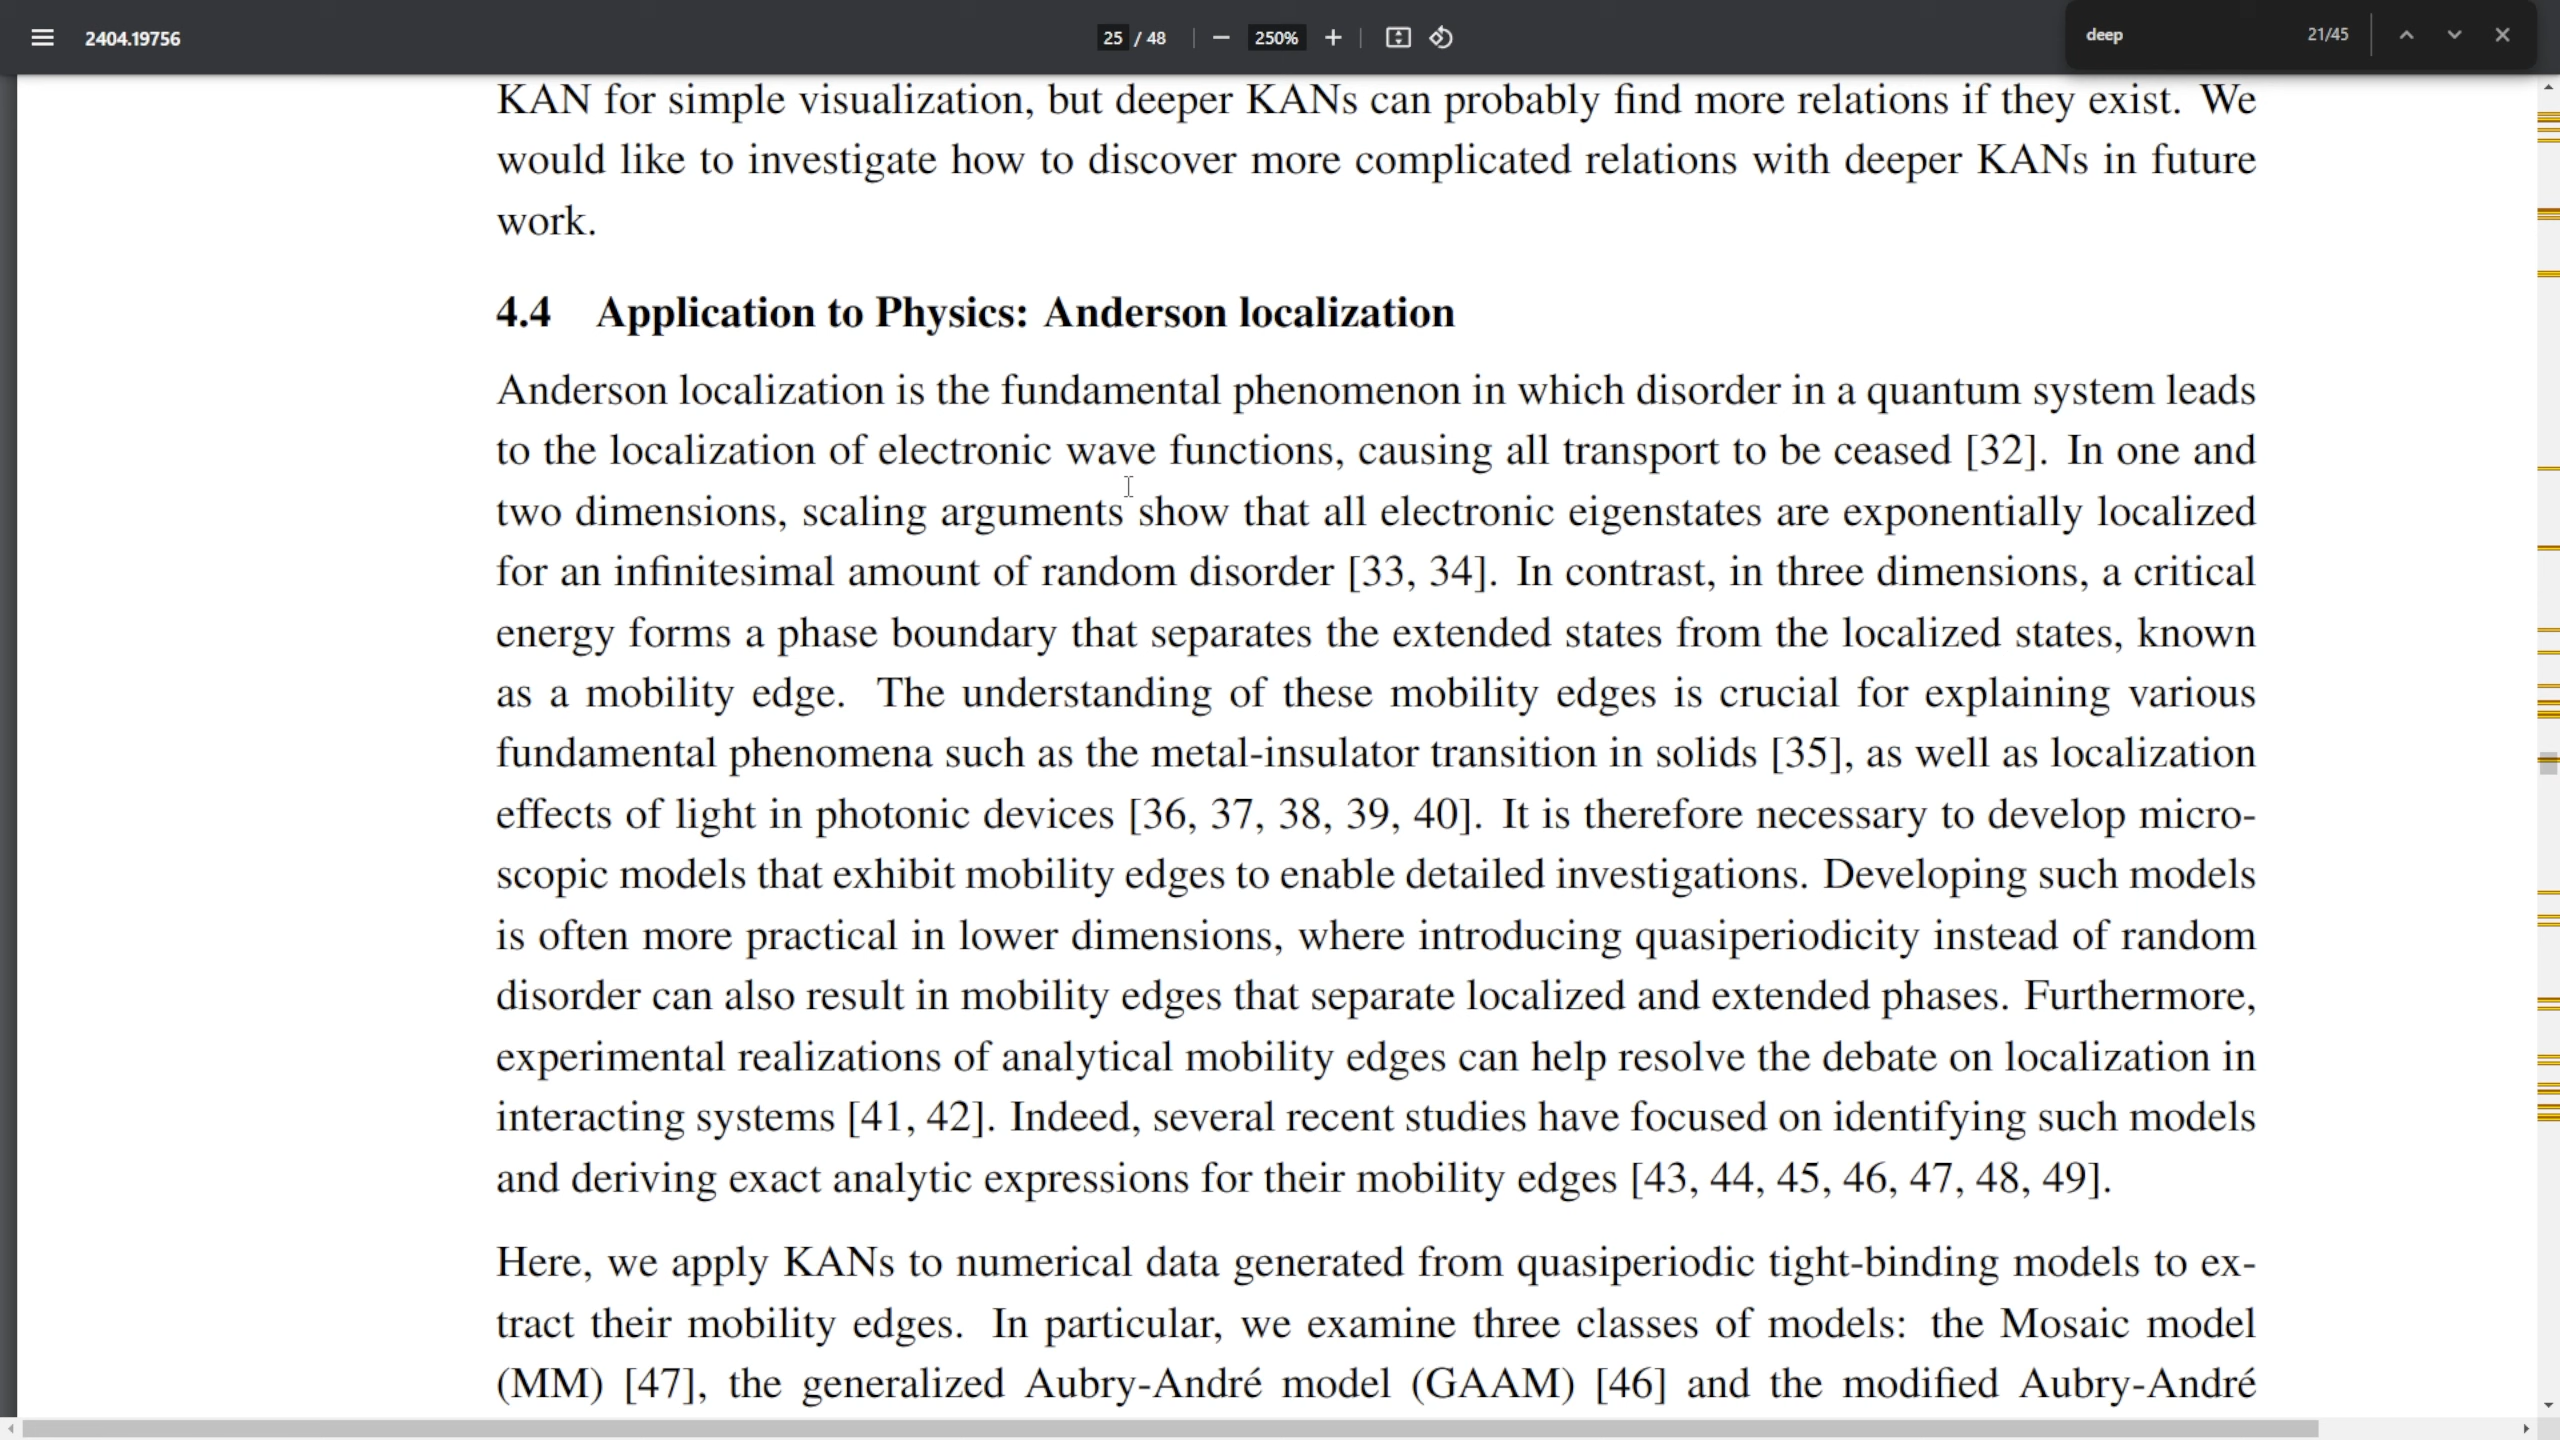 2404.19756
25 / 48
250%
deep
21/45
KAN for simple visualization, but deeper KANs can probably find more relations if they exist. We
would like to investigate how to discover more complicated relations with deeper KANs in future
work.
4.4 Application to Physics: Anderson localization
Anderson localization is the fundamental phenomenon in which disorder in a quantum system leads
to the localization of electronic wave functions, causing all transport to be ceased [32]. In one and
two dimensions, scaling arguments show that all electronic eigenstates are exponentially localized
for an infinitesimal amount of random disorder [33, 34]. In contrast, in three dimensions, a critical
energy forms a phase boundary that separates the extended states from the localized states, known
as a mobility edge. The understanding of these mobility edges is crucial for explaining various
fundamental phenomena such as the metal-insulator transition in solids [35], as well as localization
effects of light in photonic devices [36, 37, 38, 39, 40]. It is therefore necessary to develop micro-
scopic models that exhibit mobility edges to enable detailed investigations. Developing such models
is often more practical in lower dimensions, where introducing quasiperiodicity instead of random
disorder can also result in mobility edges that separate localized and extended phases. Furthermore,
experimental realizations of analytical mobility edges can help resolve the debate on localization in
interacting systems [41, 42]. Indeed, several recent studies have focused on identifying such models
and deriving exact analytic expressions for their mobility edges [43, 44, 45, 46, 47, 48, 49].
Here, we apply KANs to numerical data generated from quasiperiodic tight-binding models to ex-
tract their mobility edges. In particular, we examine three classes of models: the Mosaic model
(MM) [47], the generalized Aubry-André model (GAAM) [46] and the modified Aubry-André